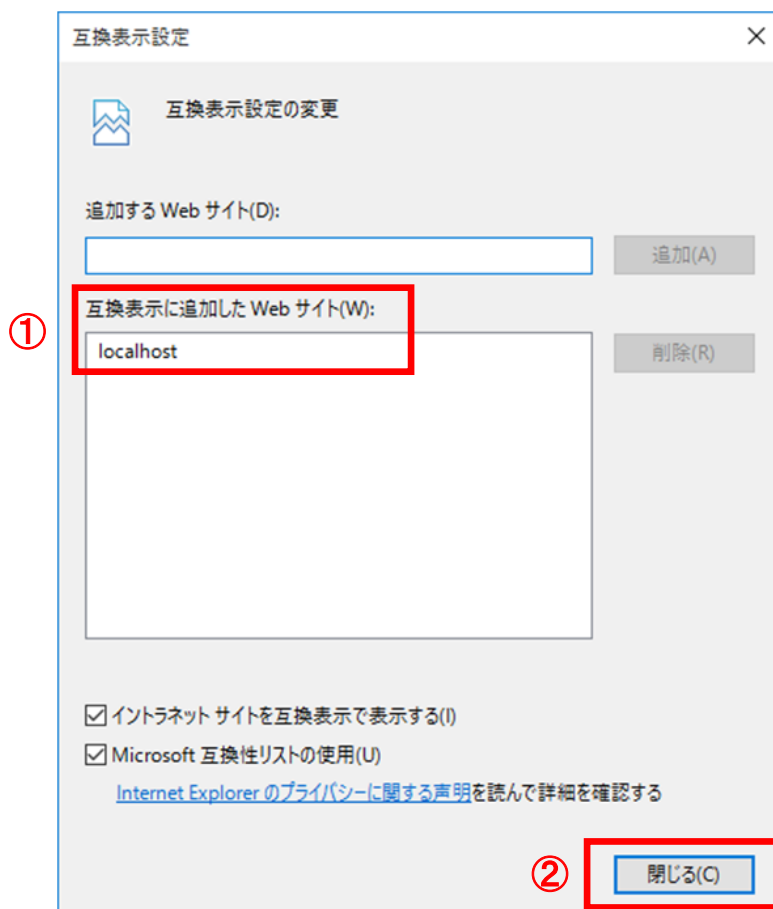 互換表示設定
互換表示設定の変更
追加する Web サイト(D):
追加(A)
①
互換表示に追加した Web サイト(W):
localhost
削除(R)
イントラネット サイトを互換表示で表示する(I)
Microsoft 互換性リストの使用(U)
Internet Explorer のプライバシーに関する声明を読んで詳細を確認する
②
閉じる(C)